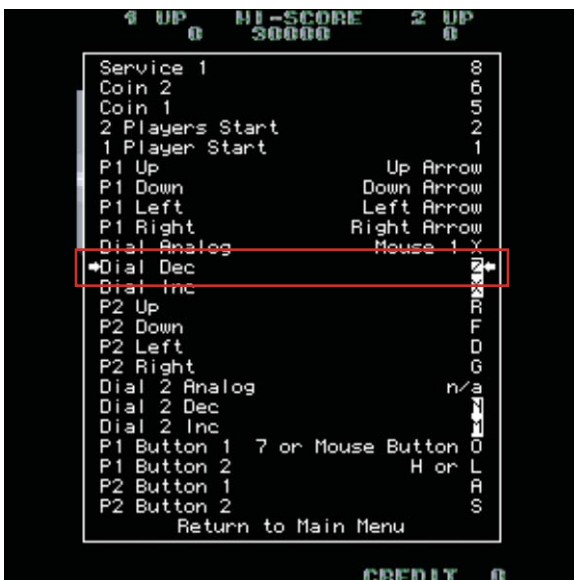 1 UP HI-SCORE 2 UP
0 30000 0
Service 1 8
Coin 2 6
Coin 1 5
2 Players Start 2
1 Player Start 1
P1 Up Up Arrow
P1 Down Down Arrow
P1 Left Left Arrow
P1 Right Right Arrow
Dial Analog Mouse 1 X
Dial Dec Z
Dial Inc X
P2 Up R
P2 Down F
P2 Left D
P2 Right G
Dial 2 Analog n/a
Dial 2 Dec N
Dial 2 Inc M
P1 Button 1 7 or Mouse Button 0
P1 Button 2 H or L
P2 Button 1 A
P2 Button 2 S
Return to Main Menu
CREDIT 0